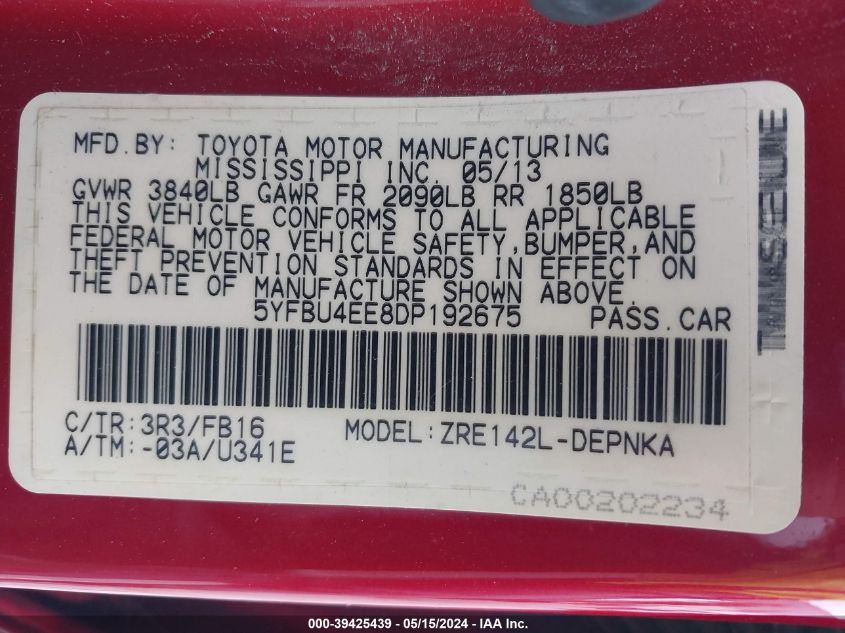 MFD.BY: TOYOTA MOTOR MANUFACTURING
MISSISSIPPI INC. 05/13
GVWR 3840LB GAWR FR 2090LB RR 1850LB
THIS VEHICLE CONFORMS TO ALL APPLICABLE
FEDERAL MOTOR VEHICLE SAFETY, BUMPER, AND
THEFT PREVENTION STANDARDS IN EFFECT ON
THE DATE OF MANUFACTURE SHOWN ABOVE.
5YFBU4EE8DP192675 PASS.CAR
C/TR:3R3/FB16 MODEL:ZRE142L-DEPNKA
A/TM:-03A/U341E
CA00202234
000-39425439 - 05/15/2024 - IAA Inc.